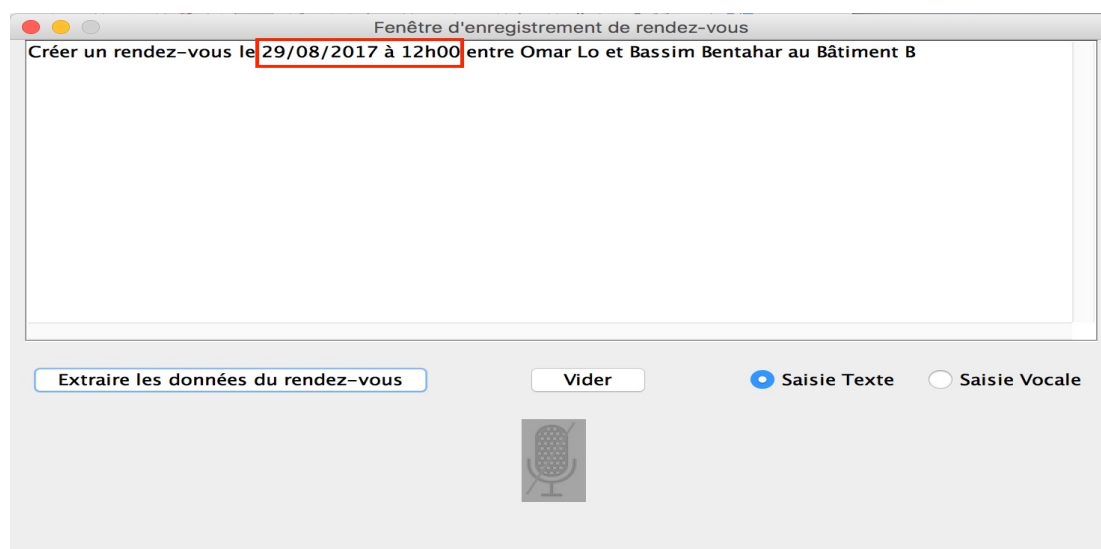 Fenêtre d'enregistrement de rendez-vous
Créer un rendez-vous le 29/08/2017 à 12h00 entre Omar Lo et Bassim Bentahar au Bâtiment B
Extraire les données du rendez-vous Vider Saisie Texte Saisie Vocale